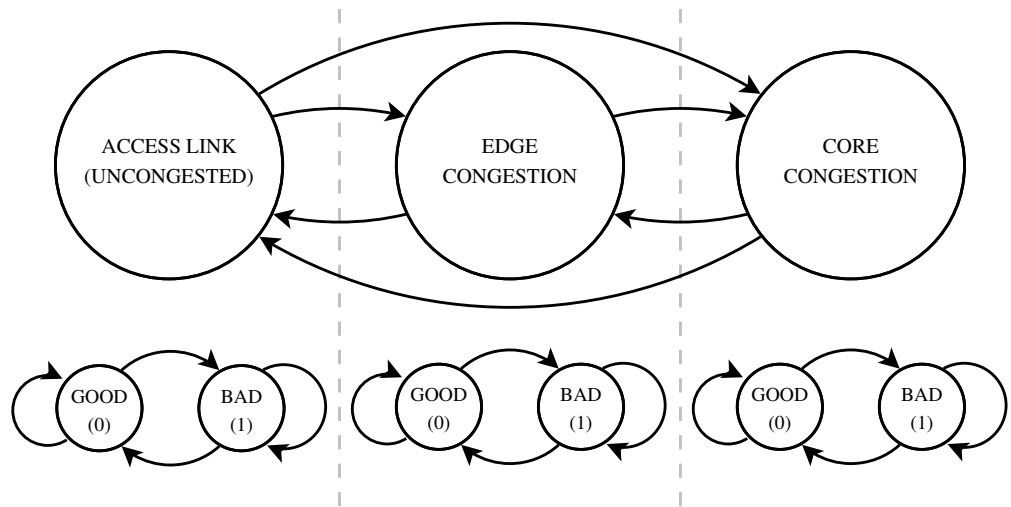 ACCESS LINK
(UNCONGESTED)
EDGE
CONGESTION
CORE
CONGESTION
GOOD
(0)
BAD
(1)
GOOD
(0)
BAD
(1)
GOOD
(0)
BAD
(1)